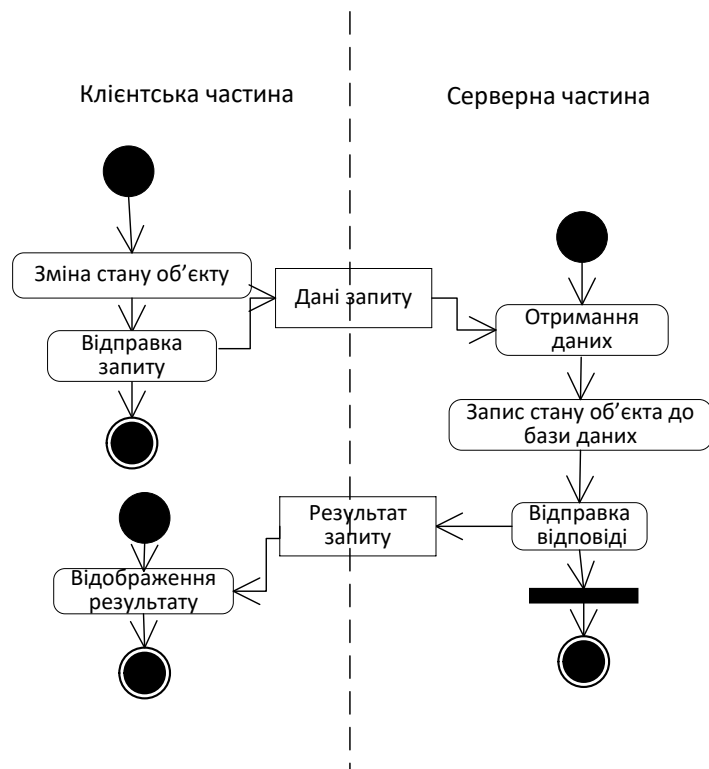 Клієнтська частина
Серверна частина
Зміна стану об’єкту
Дані запиту
Отримання
даних
Відправка
запиту
Запис стану об’єкта до
бази даних
Результат
запиту
Відправка
відповіді
Відображення
результату